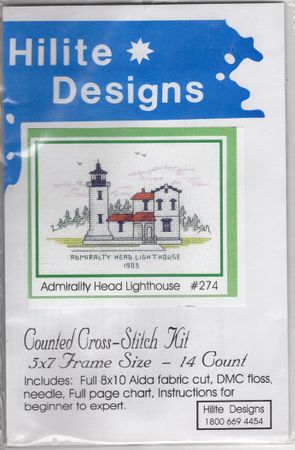 Hilite
Designs
ADMIRALTY HEAD LIGHTHOUSE
1903
Admirality Head Lighthouse #274
Counted Cross-Stitch Kit
5x7 Frame Size - 14 Count
Includes: Full 8x10 Aida fabric cut, DMC floss,
needle, Full page chart, Instructions for
beginner to expert.
Hilite Designs
1800 669 4454